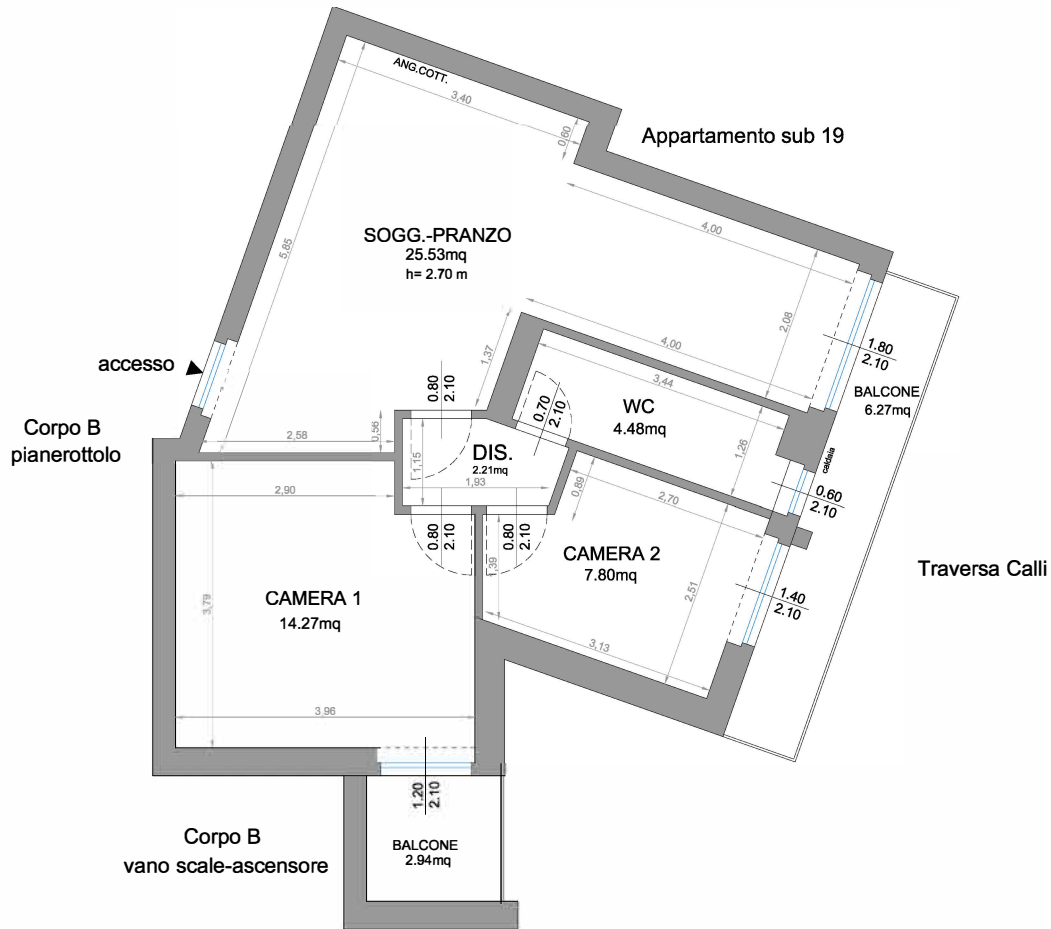 ANG.COTT.
3,40
0,60
Appartamento sub 19
4,00
5,85
SOGG.-PRANZO
25.53mq
h= 2.70 m
2,08
4,00
1,37
1.80
2.10
accesso
0.80
2.10
3,44
0.70
2.10
WC
4.48mq
BALCONE
6.27mq
Corpo B
pianerottolo
2,58
0,56
DIS.
2.21mq
1,15
1,93
1,26
caldaia
0.60
2.10
2,90
0,89
2,70
0.80
2.10
0.80
2.10
1,39
CAMERA 2
7.80mq
2,51
1.40
2.10
Traversa Calli
3,79
CAMERA 1
14.27mq
3,13
3,96
1.20
2.10
Corpo B
vano scale-ascensore
BALCONE
2.94mq